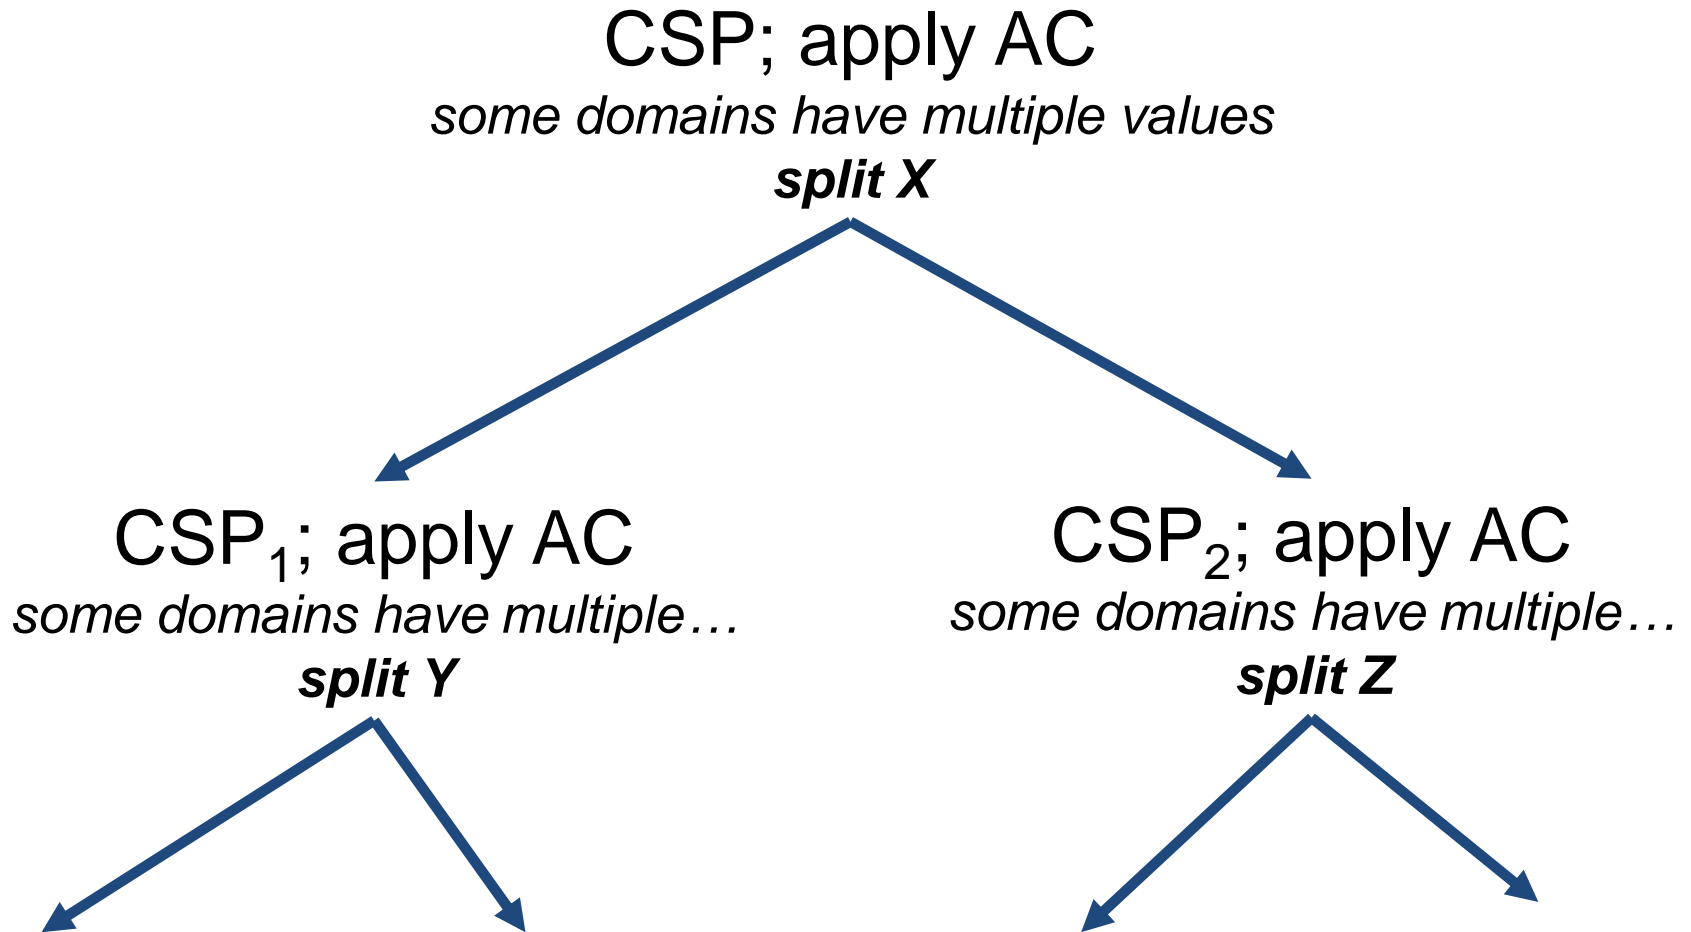 CSP; apply AC
some domains have multiple values
split X
CSP₁; apply AC
some domains have multiple…
split Y
CSP₂; apply AC
some domains have multiple…
split Z